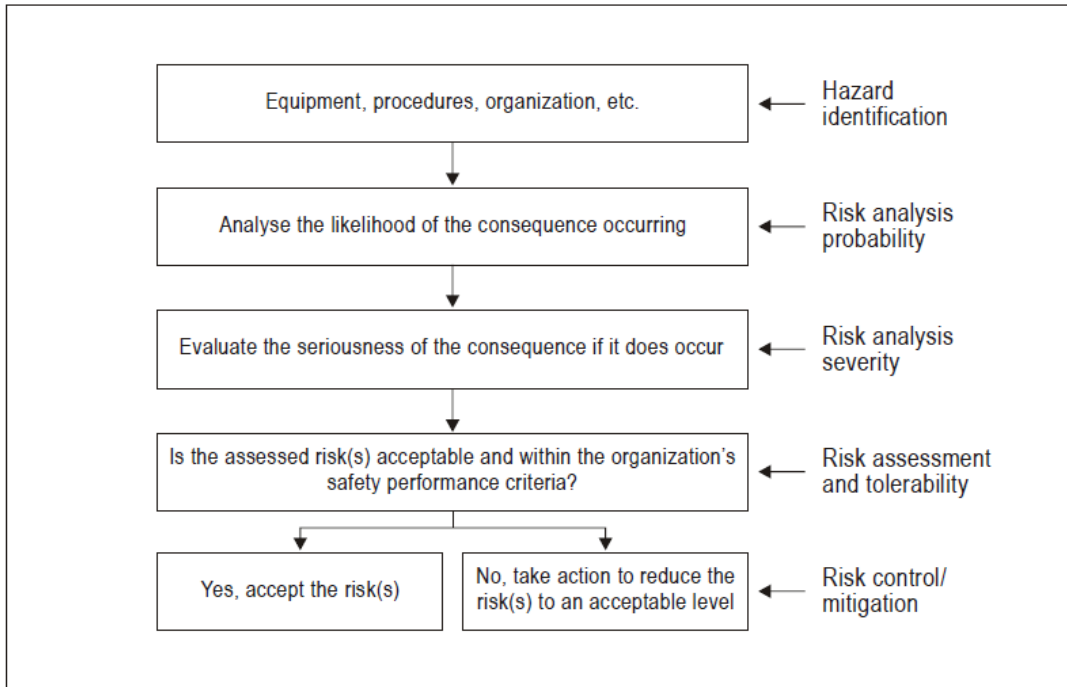 Equipment, procedures, organization, etc.
Hazard
identification
Analyse the likelihood of the consequence occurring
Risk analysis
probability
Evaluate the seriousness of the consequence if it does occur
Risk analysis
severity
Is the assessed risk(s) acceptable and within the organization's
safety performance criteria?
Risk assessment
and tolerability
Yes, accept the risk(s)
No, take action to reduce the
risk(s) to an acceptable level
Risk control/
mitigation